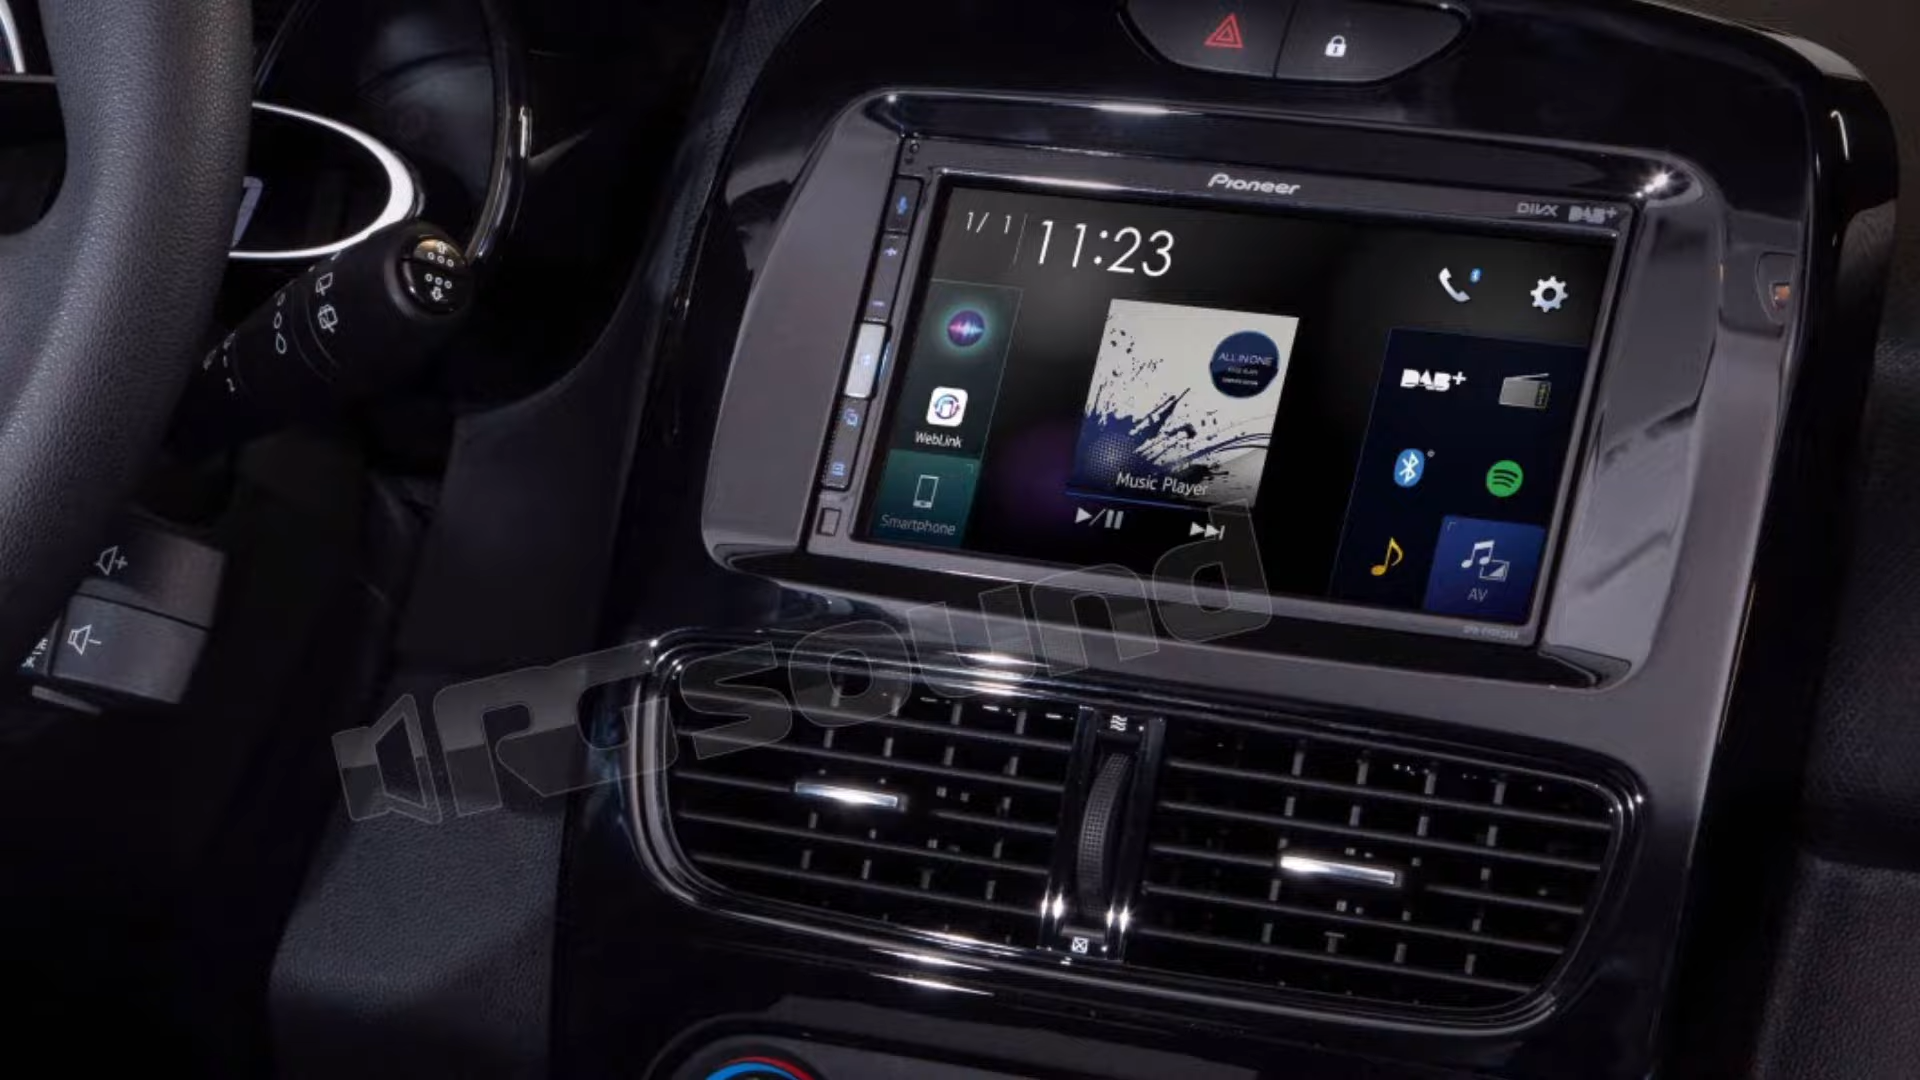 Pioneer
DIVX DAB+
1/ 1
11:23
ALL IN ONE
DAB+
WebLink
Music Player
Smartphone
AV
RGsound